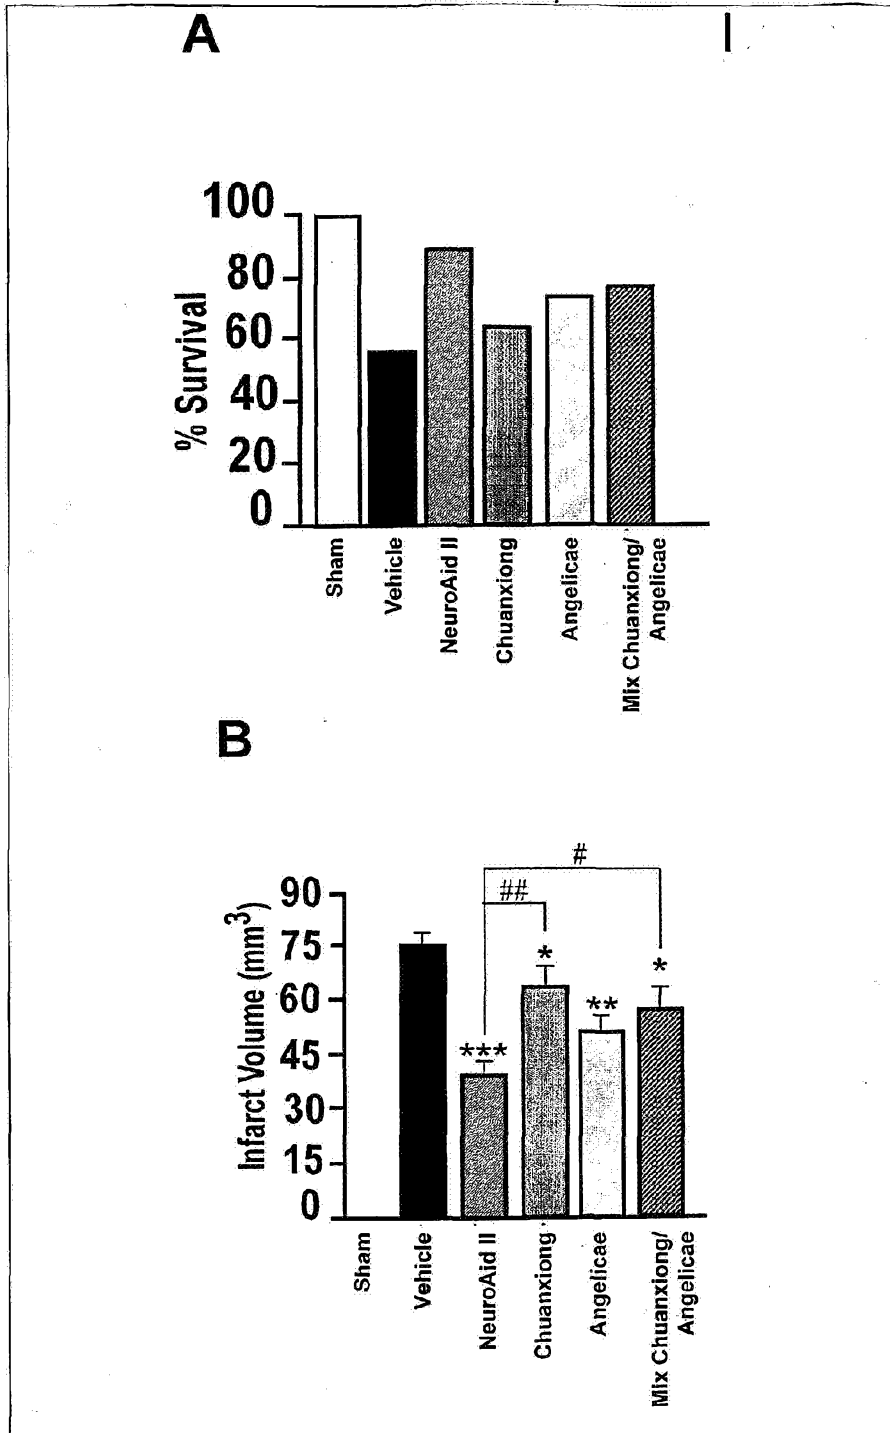 A
100
80
60
40
20
0
% Survival
Sham
Vehicle
NeuroAid II
Chuanxiong
Angelicae
Mix Chuanxiong/
Angelicae
B
#
##
90
75
60
45
30
15
0
Infarct Volume (mm³)
***
*
**
*
Sham
Vehicle
NeuroAid II
Chuanxiong
Angelicae
Mix Chuanxiong/
Angelicae